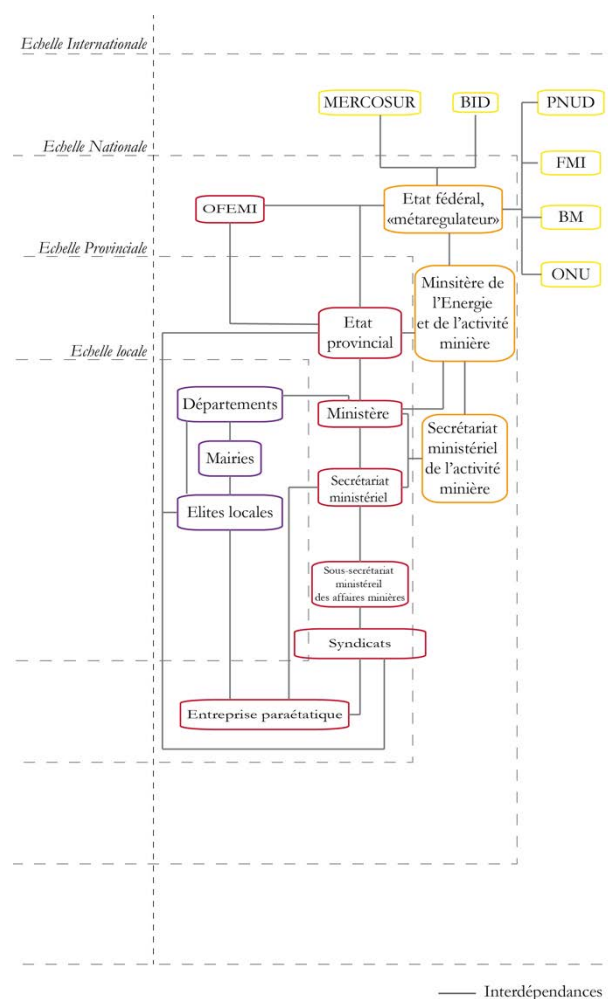 Echelle Internationale
MERCOSUR
BID
PNUD
Echelle Nationale
FMI
OFEMI
Etat fédéral,
«métaregulateur»
BM
Echelle Provinciale
ONU
Minsitère de
l'Energie
et de l'activité
minière
Etat
provincial
Echelle locale
Départements
Ministère
Secrétariat
ministériel
de l'activité
minière
Mairies
Secrétariat
ministériel
Elites locales
Sous-secrétariat
ministéreil
des affaires minières
Syndicats
Entreprise paraétatique
Interdépendances